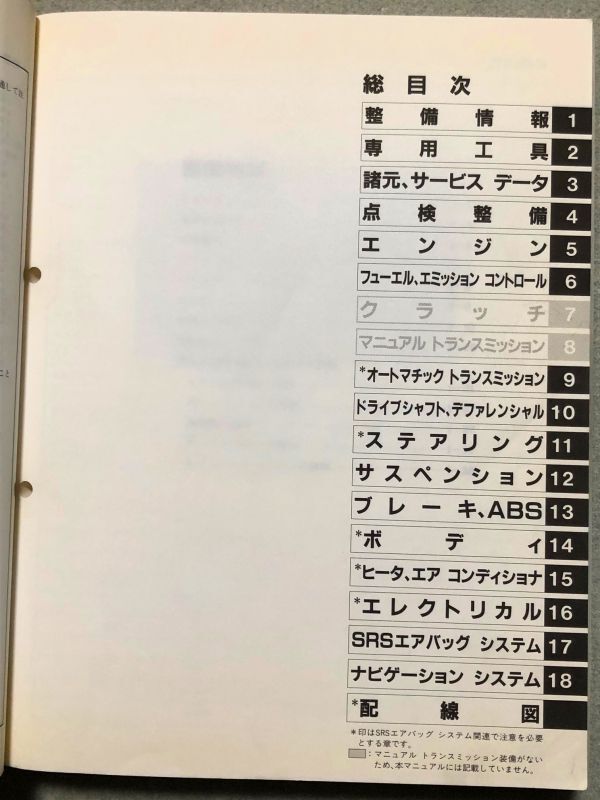 通して社
こと
総目次
整備情報 1
専用工具 2
諸元、サービス データ 3
点検整備 4
エンジン 5
フューエル、エミッション コントロール 6
クラッチ 7
マニュアル トランスミッション 8
*オートマチック トランスミッション 9
ドライブシャフト、デファレンシャル 10
*ステアリング 11
サスペンション 12
ブレーキ、ABS 13
*ボディ 14
*ヒータ、エア コンディショナ 15
*エレクトリカル 16
SRSエアバッグ システム 17
ナビゲーション システム 18
*配線図
*印はSRSエアバッグ システム関連で注意を必要
とする章です。
:マニュアル トランスミッション装備がない
ため、本マニュアルには記載していません。